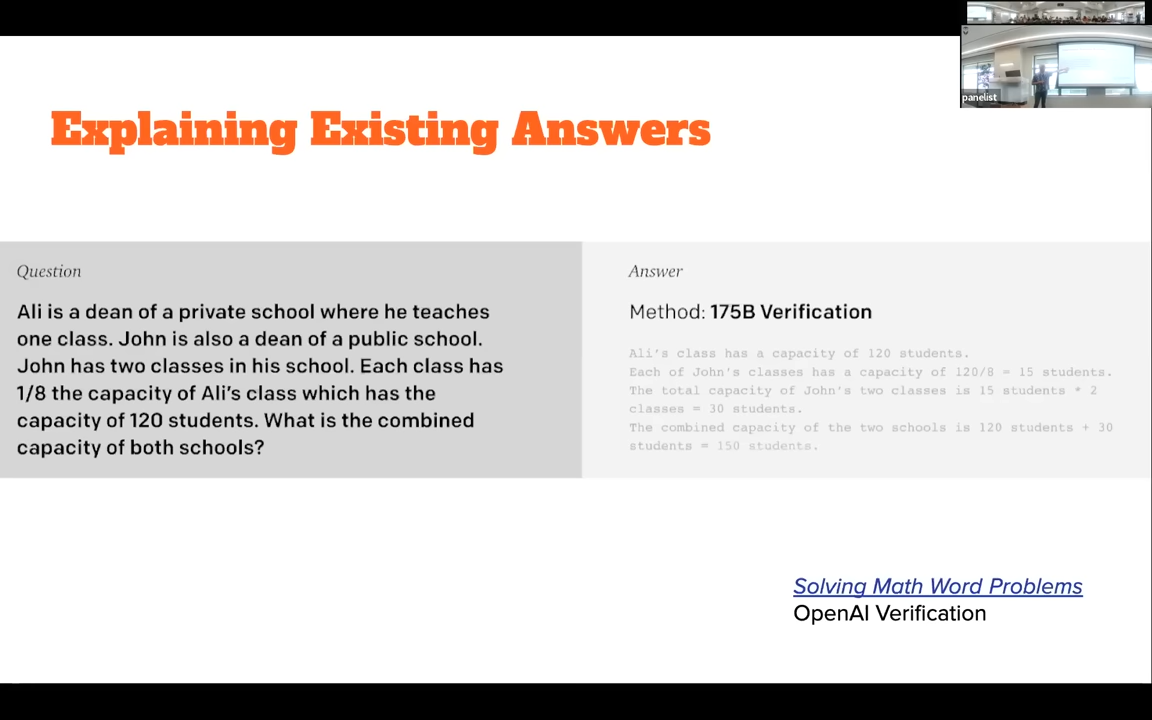 Explaining Existing Answers
Question
Ali is a dean of a private school where he teaches
one class. John is also a dean of a public school.
John has two classes in his school. Each class has
1/8 the capacity of Ali's class which has the
capacity of 120 students. What is the combined
capacity of both schools?
Answer
Method: 175B Verification
Ali's class has a capacity of 120 students.
Each of John's classes has a capacity of 120/8 = 15 students.
The total capacity of John's two classes is 15 students * 2
classes = 30 students.
The combined capacity of the two schools is 120 students + 30
students = 150 students.
Solving Math Word Problems
OpenAI Verification
panelist